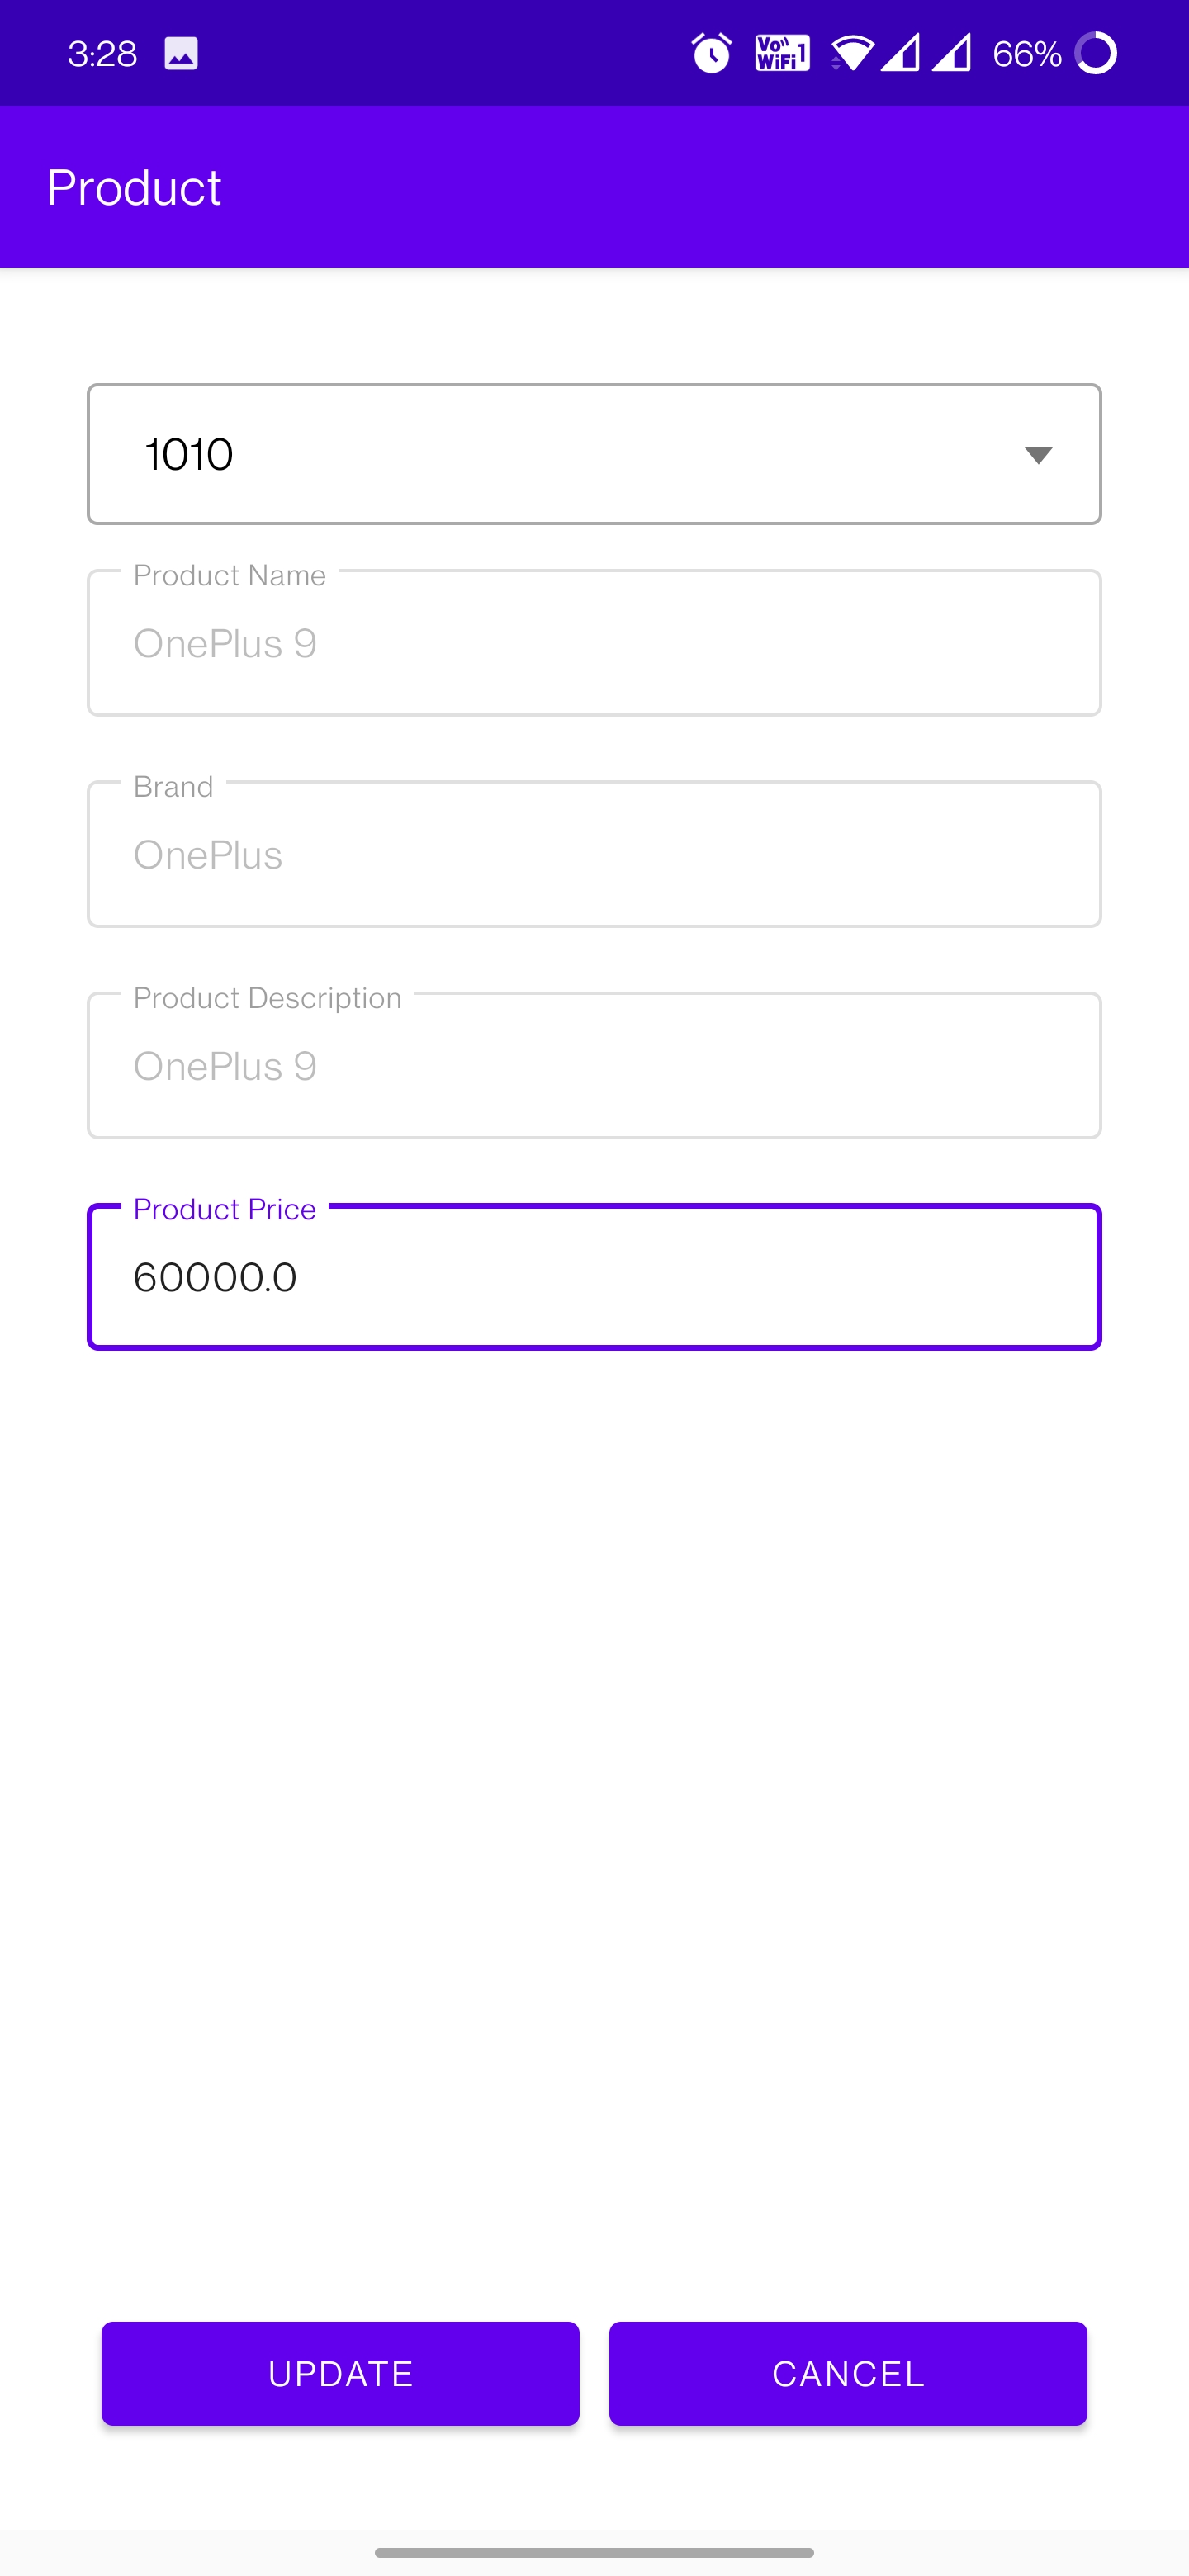 3:28 Vo WiFi 1 66%
Product
1010
Product Name
OnePlus 9
Brand
OnePlus
Product Description
OnePlus 9
Product Price
60000.0
UPDATE CANCEL